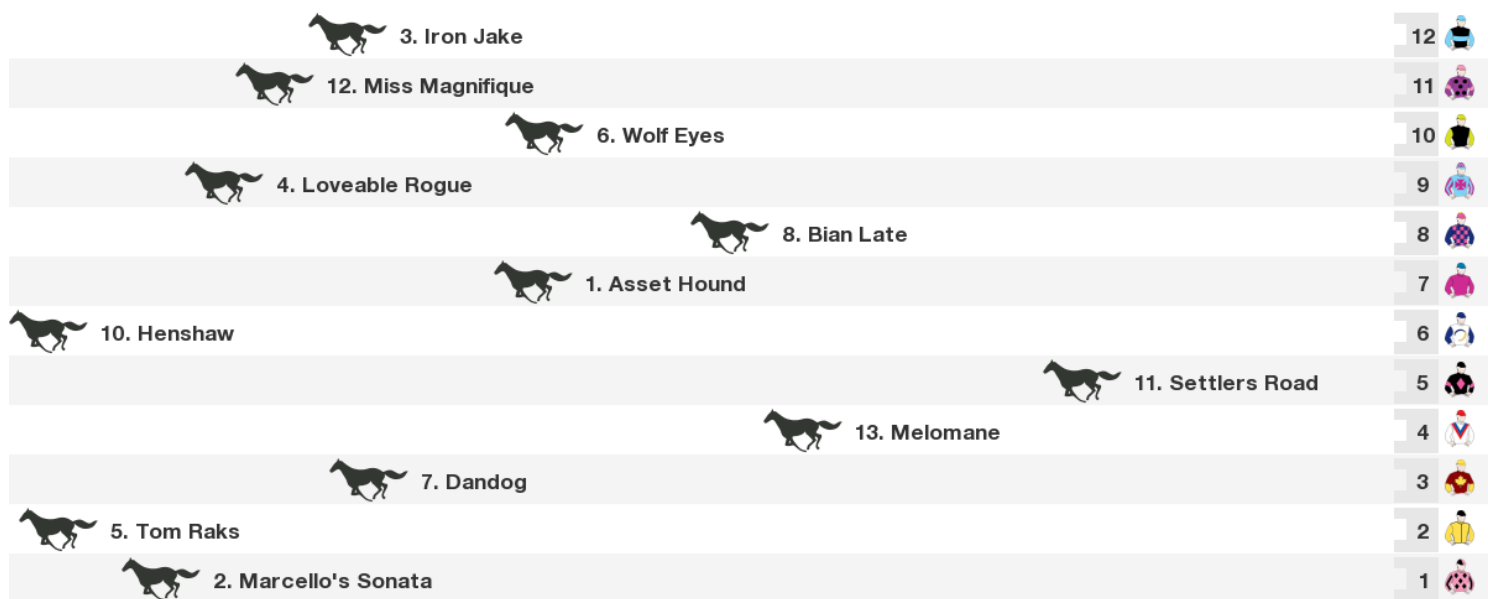 3. Iron Jake 12
12. Miss Magnifique 11
6. Wolf Eyes 10
4. Loveable Rogue 9
8. Bian Late 8
1. Asset Hound 7
10. Henshaw 6
11. Settlers Road 5
13. Melomane 4
7. Dandog 3
5. Tom Raks 2
2. Marcello's Sonata 1